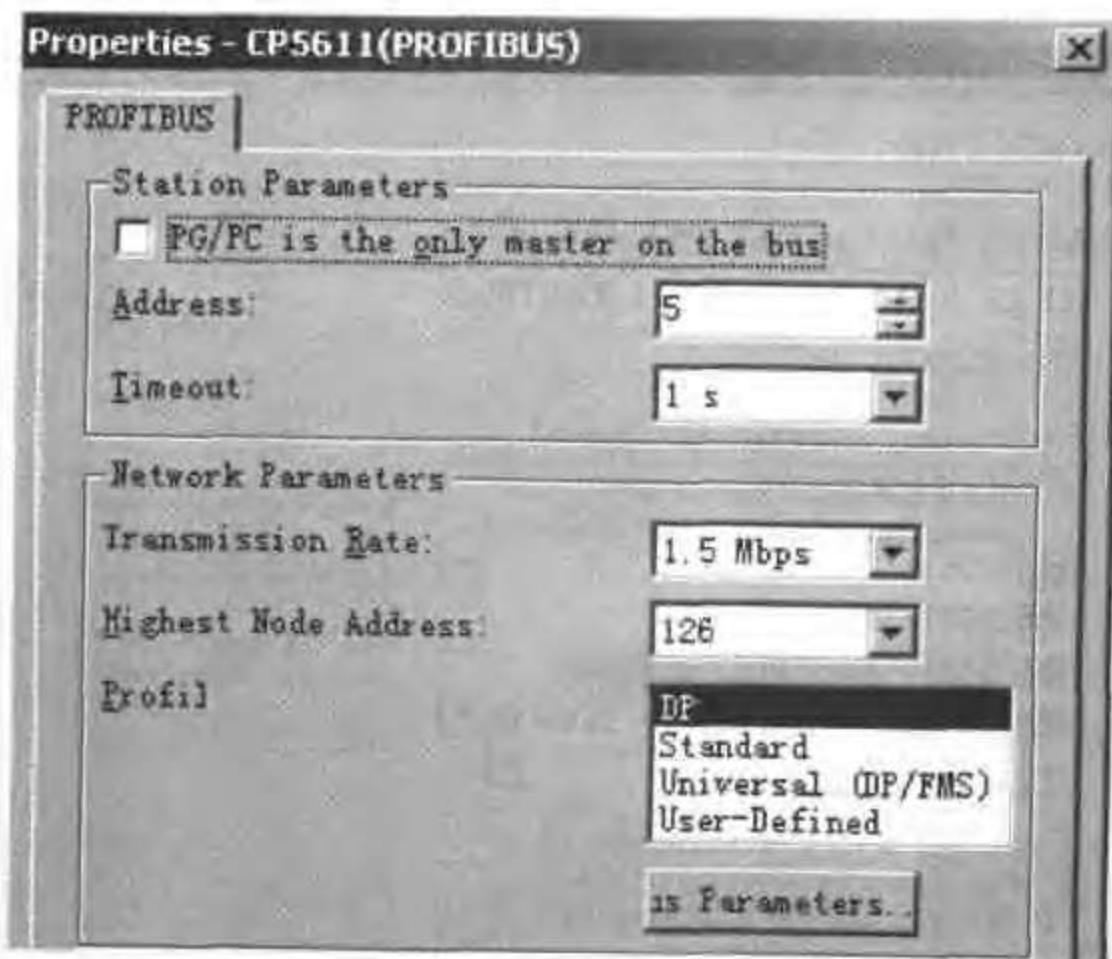 Properties - CP5611(PROFIBUS)
PROFIBUS
Station Parameters
PG/PC is the only master on the bus
Address: 5
Timeout: 1 s
Network Parameters
Transmission Rate: 1.5 Mbps
Highest Node Address: 126
Profil
DP
Standard
Universal (DP/FMS)
User-Defined
us Parameters..